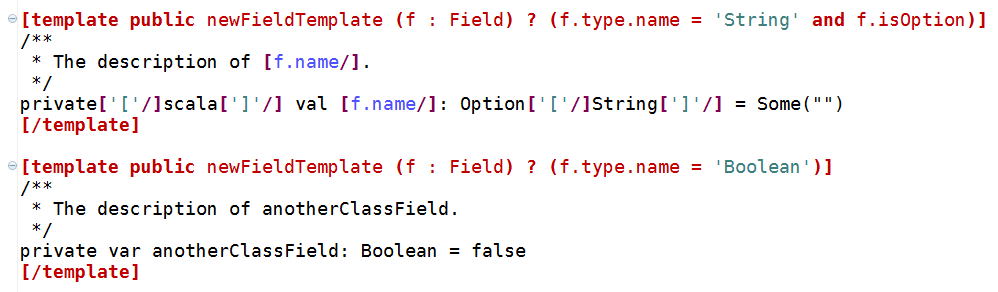 [template public newFieldTemplate (f : Field) ? (f.type.name = 'String' and f.isOption)]
/**
 * The description of [f.name/].
 */
private['['/]scala[']'/] val [f.name/]: Option['['/]String[']'/] = Some("")
[/template]

[template public newFieldTemplate (f : Field) ? (f.type.name = 'Boolean')]
/**
 * The description of anotherClassField.
 */
private var anotherClassField: Boolean = false
[/template]